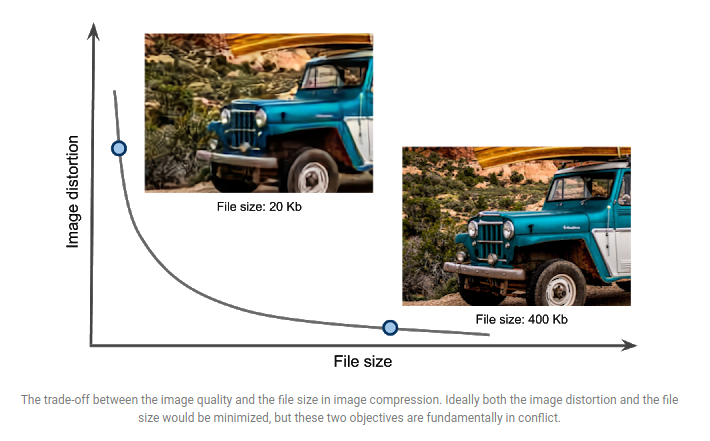 Image distortion
File size: 20 Kb
File size: 400 Kb
File size
The trade-off between the image quality and the file size in image compression. Ideally both the image distortion and the file
size would be minimized, but these two objectives are fundamentally in conflict.